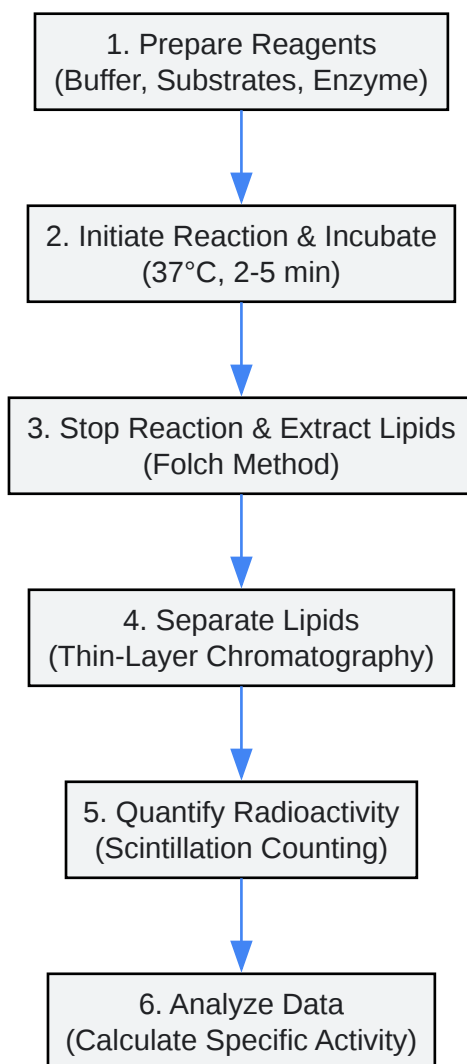 1. Prepare Reagents
(Buffer, Substrates, Enzyme)
2. Initiate Reaction & Incubate
(37°C, 2-5 min)
3. Stop Reaction & Extract Lipids
(Folch Method)
4. Separate Lipids
(Thin-Layer Chromatography)
5. Quantify Radioactivity
(Scintillation Counting)
6. Analyze Data
(Calculate Specific Activity)